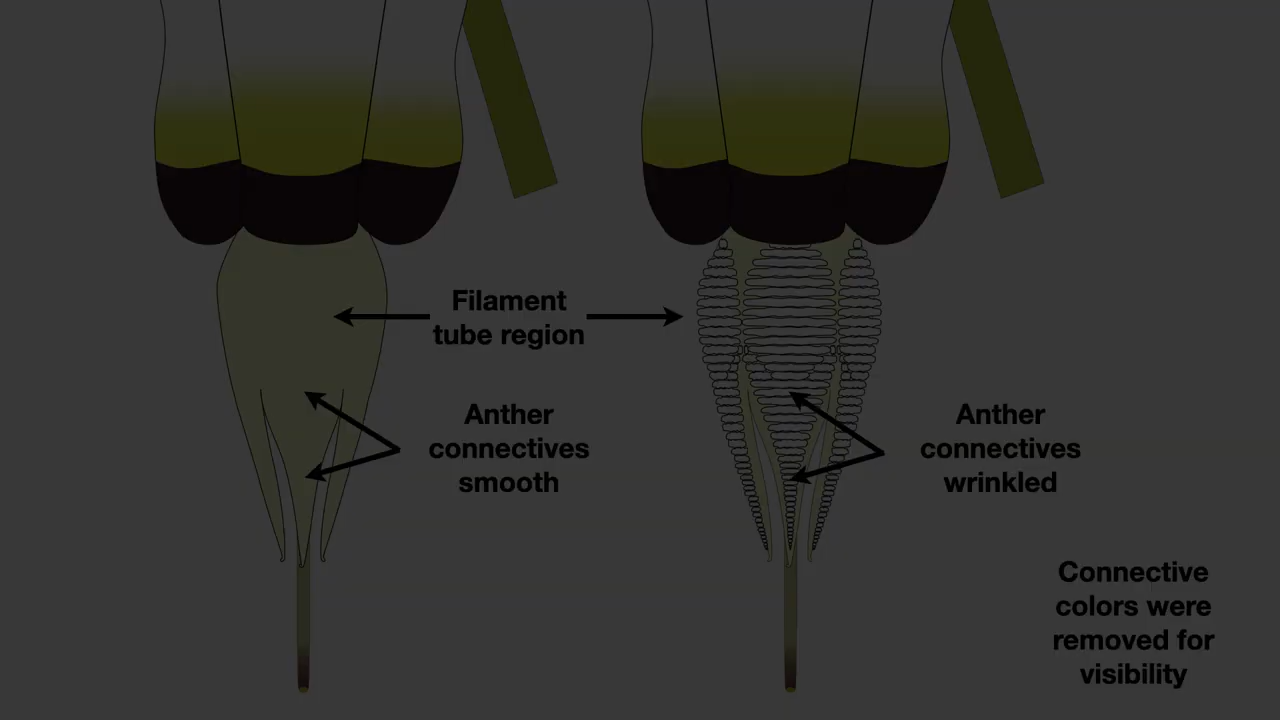 Filament
tube region
Anther
connectives
smooth
Anther
connectives
wrinkled
Connective
colors were
removed for
visibility